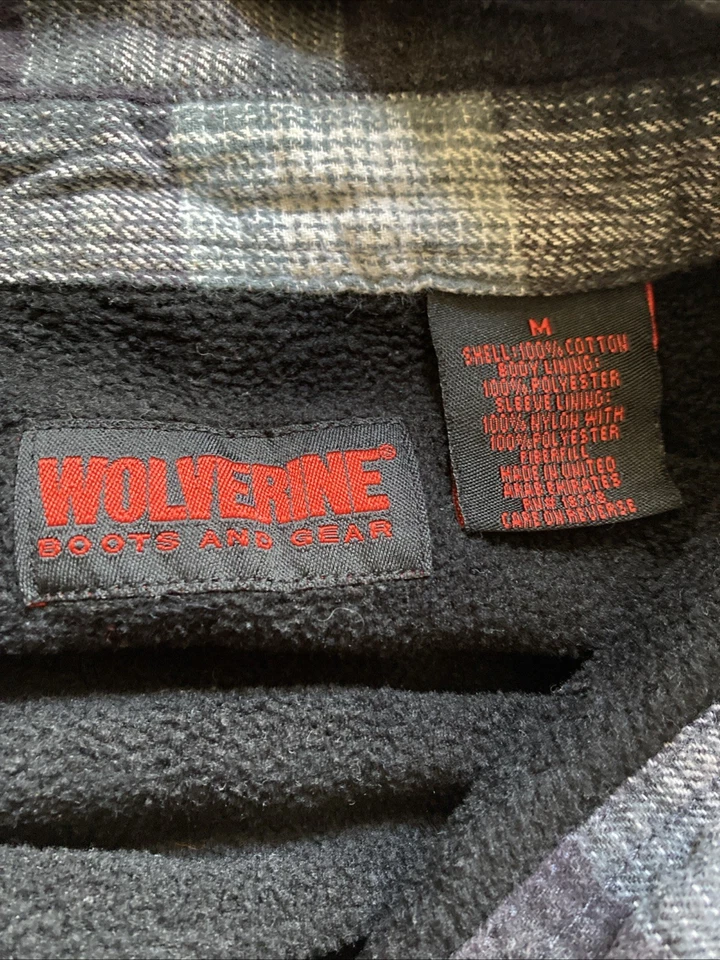 WOLVERINE®
BOOTS AND GEAR
M
SHELL:100% COTTON
BODY LINING:
100% POLYESTER
SLEEVE LINING:
100% NYLON WITH
100% POLYESTER
FIBERFILL
MADE IN UNITED
ARAB EMIRATES
CARE ON REVERSE